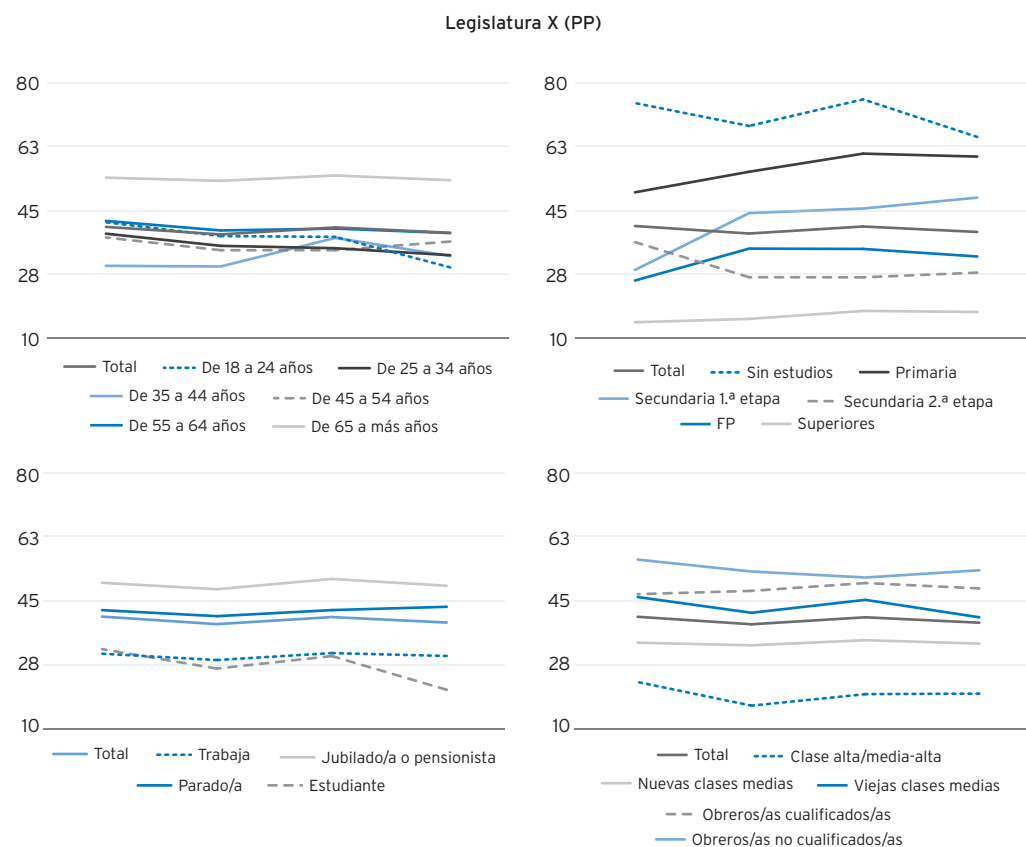 Legislatura X (PP)
80
63
45
28
10
Total De 18 a 24 años De 25 a 34 años
De 35 a 44 años De 45 a 54 años
De 55 a 64 años De 65 a más años
80
63
45
28
10
Total Sin estudios Primaria
Secundaria 1.ª etapa Secundaria 2.ª etapa
FP Superiores
80
63
45
28
10
Total Trabaja Jubilado/a o pensionista
Parado/a Estudiante
80
63
45
28
10
Total Clase alta/media-alta
Nuevas clases medias Viejas clases medias
Obreros/as cualificados/as
Obreros/as no cualificados/as